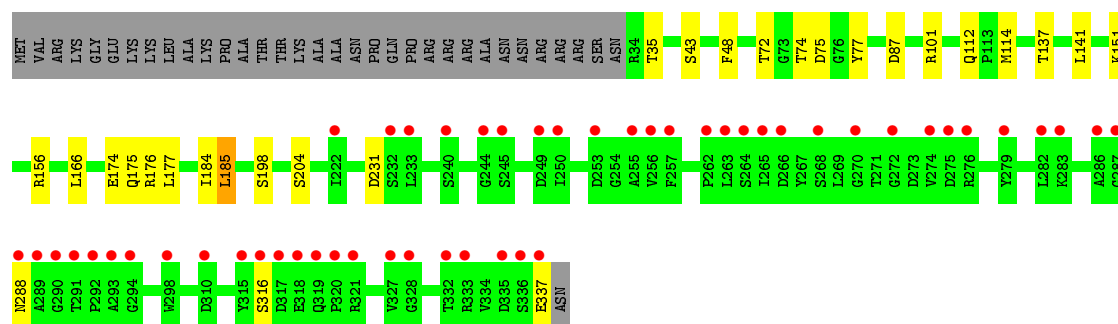 MET VAL ARG LYS GLY GLU LYS LYS LEU ALA LYS PRO ALA THR THR LYS ALA ALA ASN PRO GLN PRO ARG ARG ARG ALA ASN ASN ARG ARG ARG SER ASN R34 T35 S43 F48 T72 G73 T74 D75 G76 Y77 D87 R101 Q112 P113 M114 T137 L141 K151
R156 L166 E174 Q175 R176 L177 I184 L185 S198 S204 I222 D231 S232 L233 S240 G244 S245 D249 I250 D253 G254 A255 V256 F257 P262 L263 S264 I265 D266 Y267 S268 L269 G270 T271 G272 D273 V274 D275 R276 Y279 L282 K283 A286 G287
N288 A289 G290 T291 P292 A293 G294 W298 D310 Y315 S316 D317 E318 Q319 P320 R321 V327 G328 T332 R333 V334 D335 S336 E337 ASN